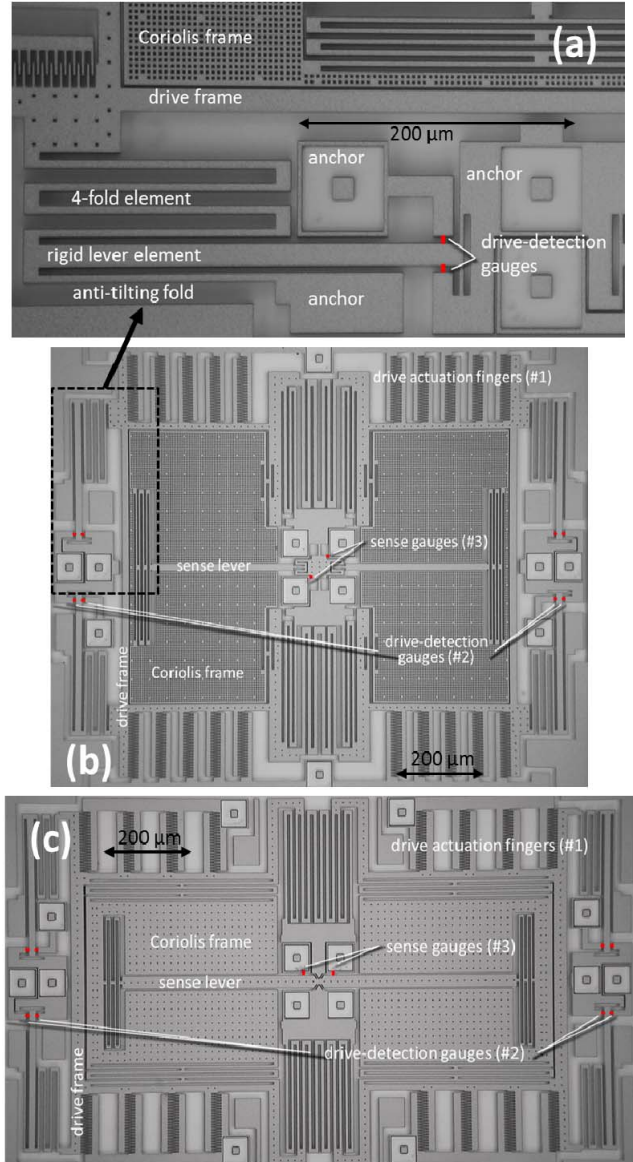 Coriolis frame
(a)
drive frame
200 µm
anchor
anchor
4-fold element
rigid lever element
drive-detection
gauges
anti-tilting fold
anchor
drive actuation fingers (#1)
sense gauges (#3)
sense lever
drive-detection
gauges (#2)
Coriolis frame
drive frame
(b)
200 µm
(c)
200 µm
drive actuation fingers (#1)
Coriolis frame
sense gauges (#3)
sense lever
drive-detection gauges (#2)
drive frame